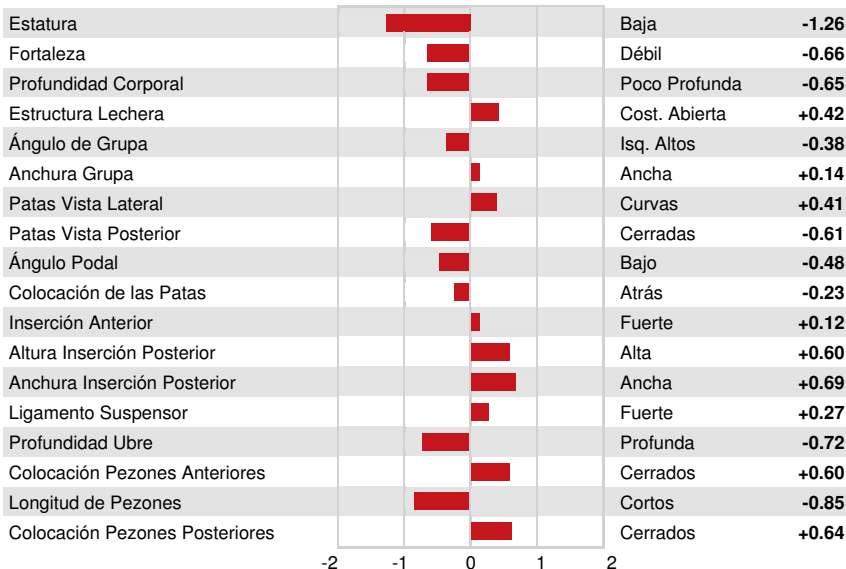 Estatura Baja -1.26
Fortaleza Débil -0.66
Profundidad Corporal Poco Profunda -0.65
Estructura Lechera Cost. Abierta +0.42
Ángulo de Grupa Isq. Altos -0.38
Anchura Grupa Ancha +0.14
Patas Vista Lateral Curvas +0.41
Patas Vista Posterior Cerradas -0.61
Ángulo Podal Bajo -0.48
Colocación de las Patas Atrás -0.23
Inserción Anterior Fuerte +0.12
Altura Inserción Posterior Alta +0.60
Anchura Inserción Posterior Ancha +0.69
Ligamento Suspensor Fuerte +0.27
Profundidad Ubre Profunda -0.72
Colocación Pezones Anteriores Cerrados +0.60
Longitud de Pezones Cortos -0.85
Colocación Pezones Posteriores Cerrados +0.64
-2 -1 0 1 2